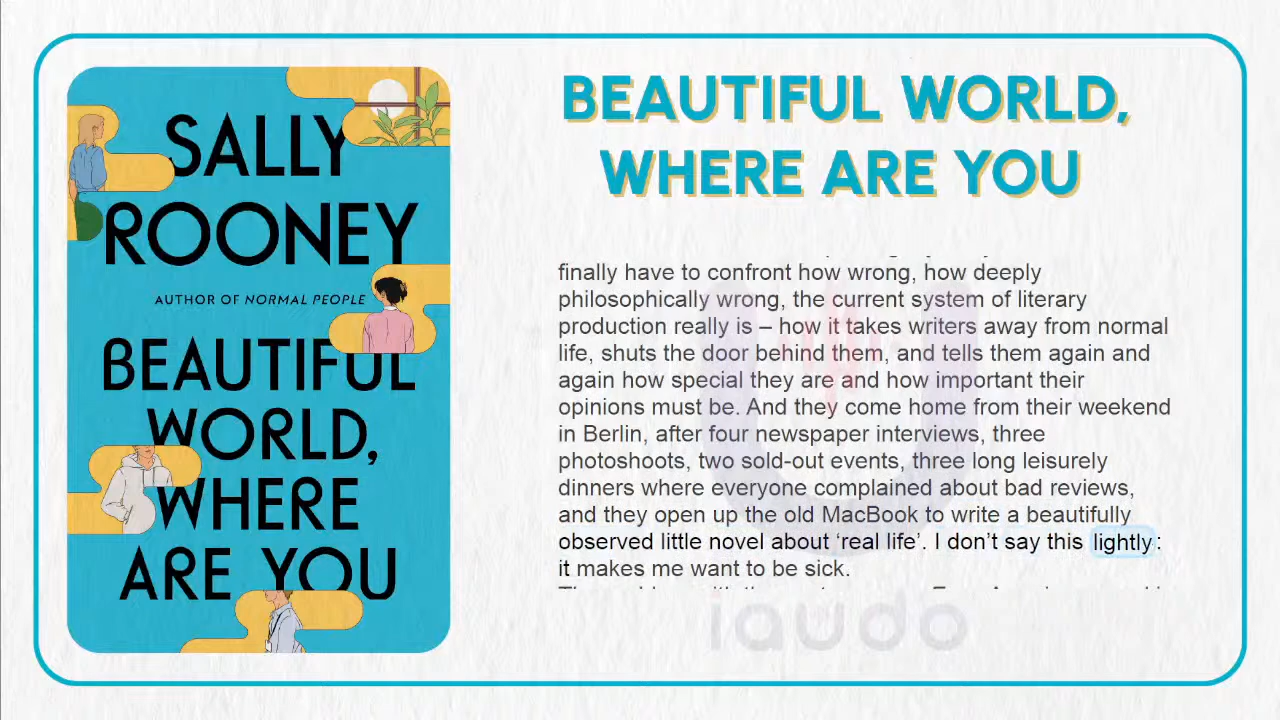 SALLY
ROONEY
AUTHOR OF NORMAL PEOPLE
BEAUTIFUL
WORLD,
WHERE
ARE YOU
BEAUTIFUL WORLD,
WHERE ARE YOU
finally have to confront how wrong, how deeply
philosophically wrong, the current system of literary
production really is – how it takes writers away from normal
life, shuts the door behind them, and tells them again and
again how special they are and how important their
opinions must be. And they come home from their weekend
in Berlin, after four newspaper interviews, three
photoshoots, two sold-out events, three long leisurely
dinners where everyone complained about bad reviews,
and they open up the old MacBook to write a beautifully
observed little novel about ‘real life’. I don’t say this lightly:
it makes me want to be sick.
iaudo